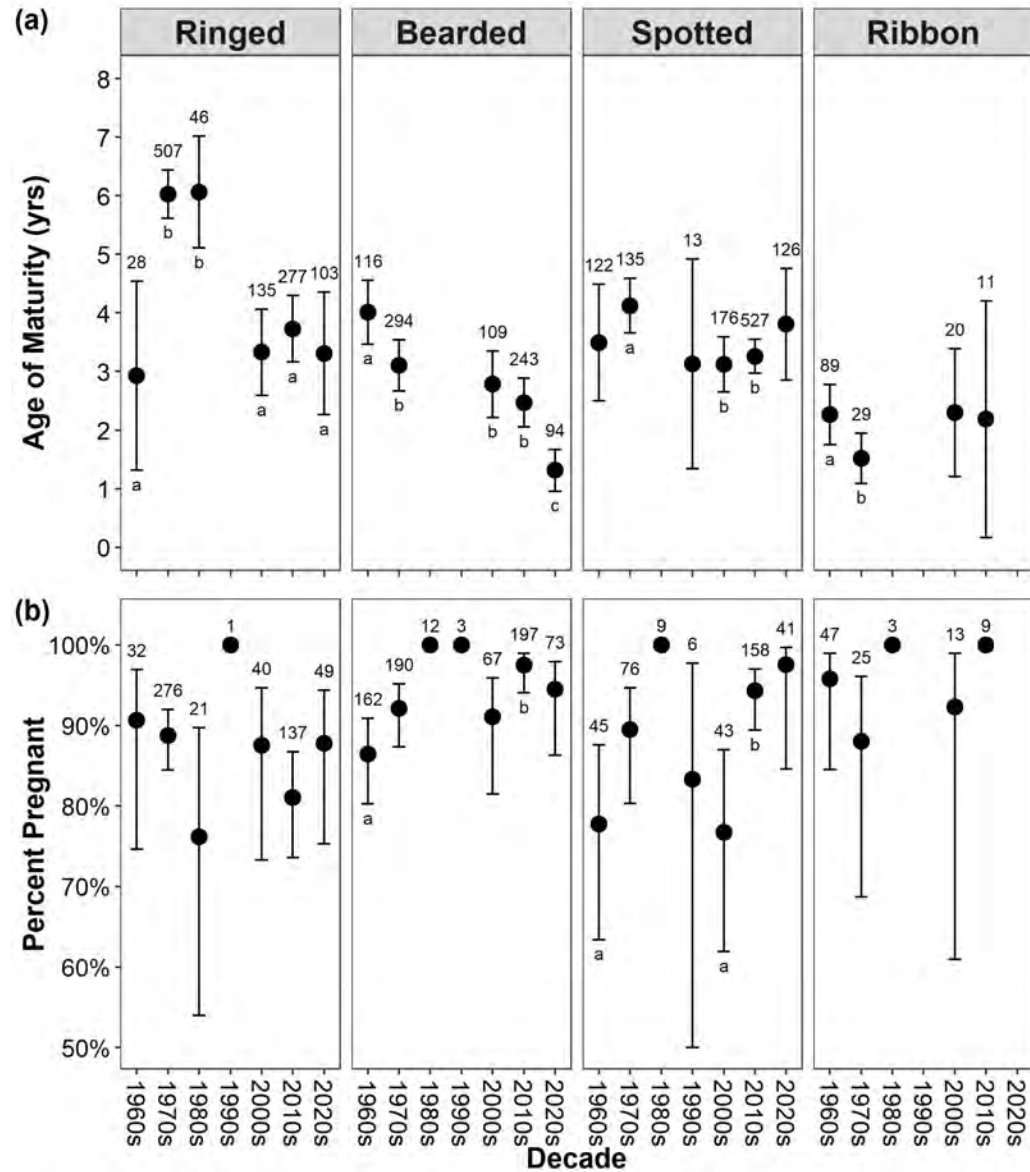 (a)
Ringed Bearded Spotted Ribbon
Age of Maturity (yrs)
8
7
6
5
4
3
2
1
0
28 507 46 135 277 103
a b b a a a
116 294 109 243 94
a b b b c
122 135 13 176 527 126
a b b
89 29 20 11
a b
(b)
Percent Pregnant
100%
90%
80%
70%
60%
50%
32 276 21 1 40 137 49
162 190 12 3 67 197 73
a b
45 76 9 6 43 158 41
a a b
47 25 3 13 9
1960s 1970s 1980s 1990s 2000s 2010s 2020s 1960s 1970s 1980s 1990s 2000s 2010s 2020s 1960s 1970s 1980s 1990s 2000s 2010s 2020s 1960s 1970s 1980s 1990s 2000s 2010s 2020s
Decade